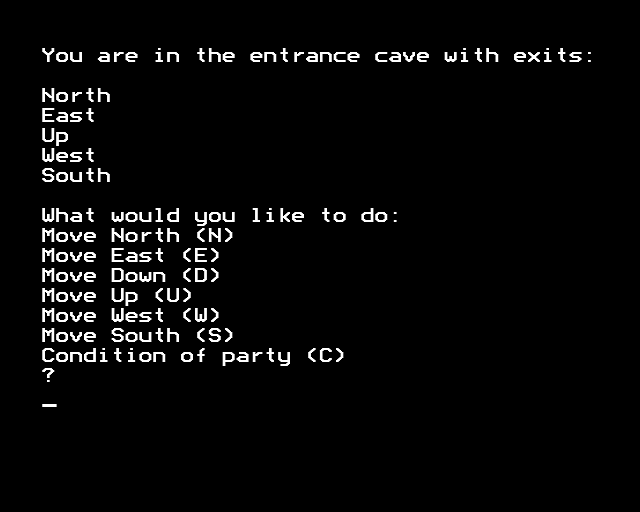 You are in the entrance cave with exits:
North
East
Up
West
South
What would you like to do:
Move North (N)
Move East (E)
Move Down (D)
Move Up (U)
Move West (W)
Move South (S)
Condition of party (C)
?
_